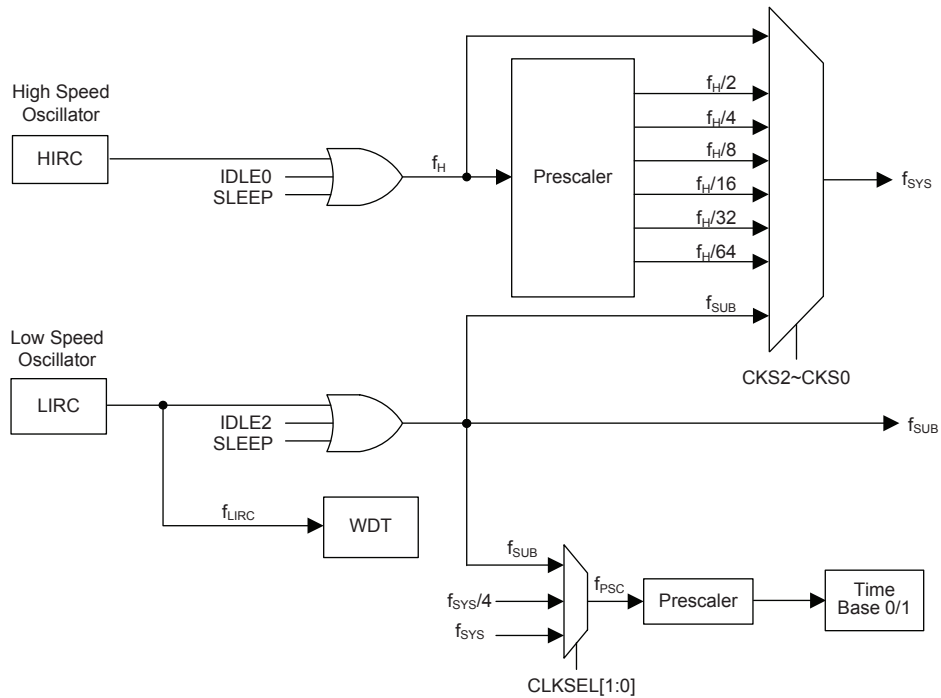 High Speed
Oscillator
HIRC
IDLE0
SLEEP
fH
Prescaler
fH/2
fH/4
fH/8
fH/16
fH/32
fH/64
fSUB
fSYS
CKS2~CKS0
Low Speed
Oscillator
LIRC
IDLE2
SLEEP
fSUB
fLIRC
WDT
fSUB
fSYS/4
fSYS
fPSC
Prescaler
Time
Base 0/1
CLKSEL[1:0]